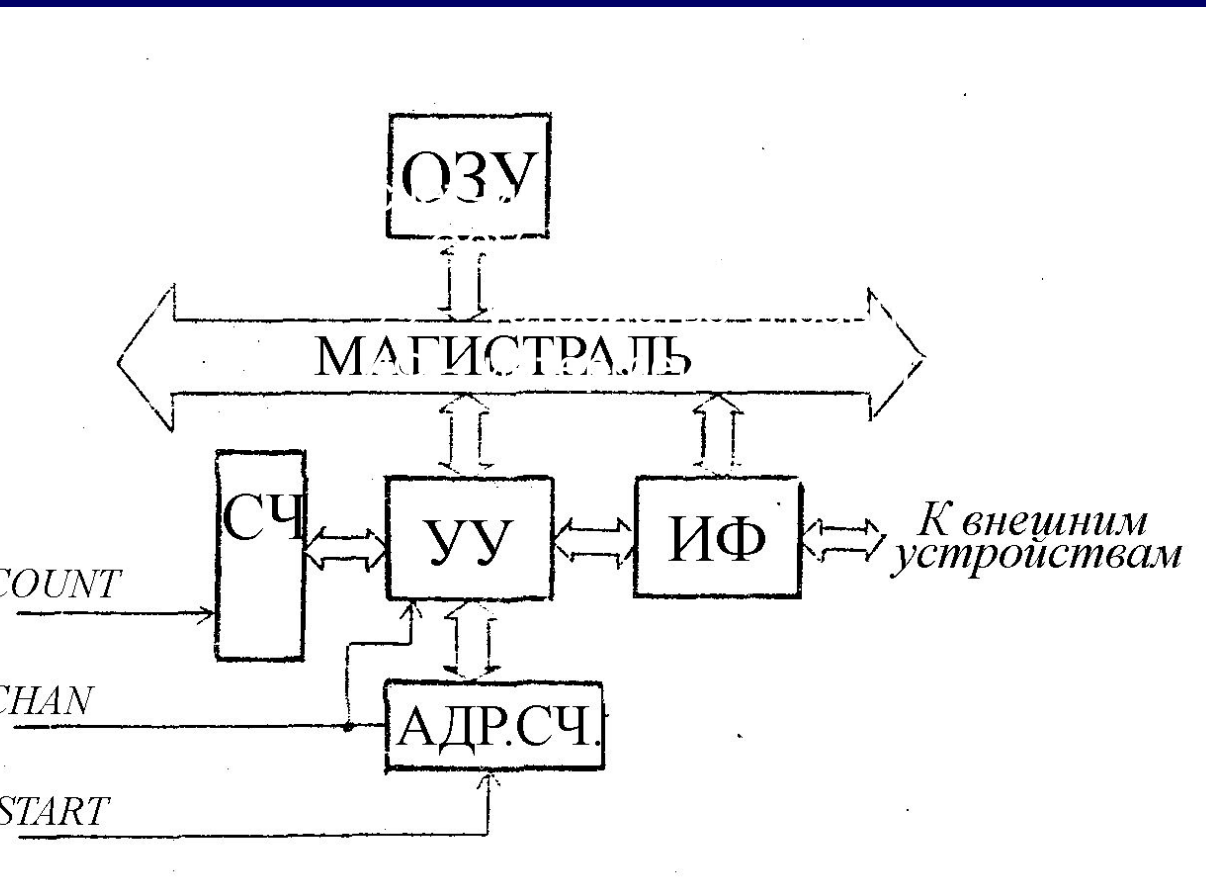 ОЗУ
МАГИСТРАЛЬ
СЧ
УУ
ИФ
К внешним
устройствам
COUNT
CHAN
АДР.СЧ.
START